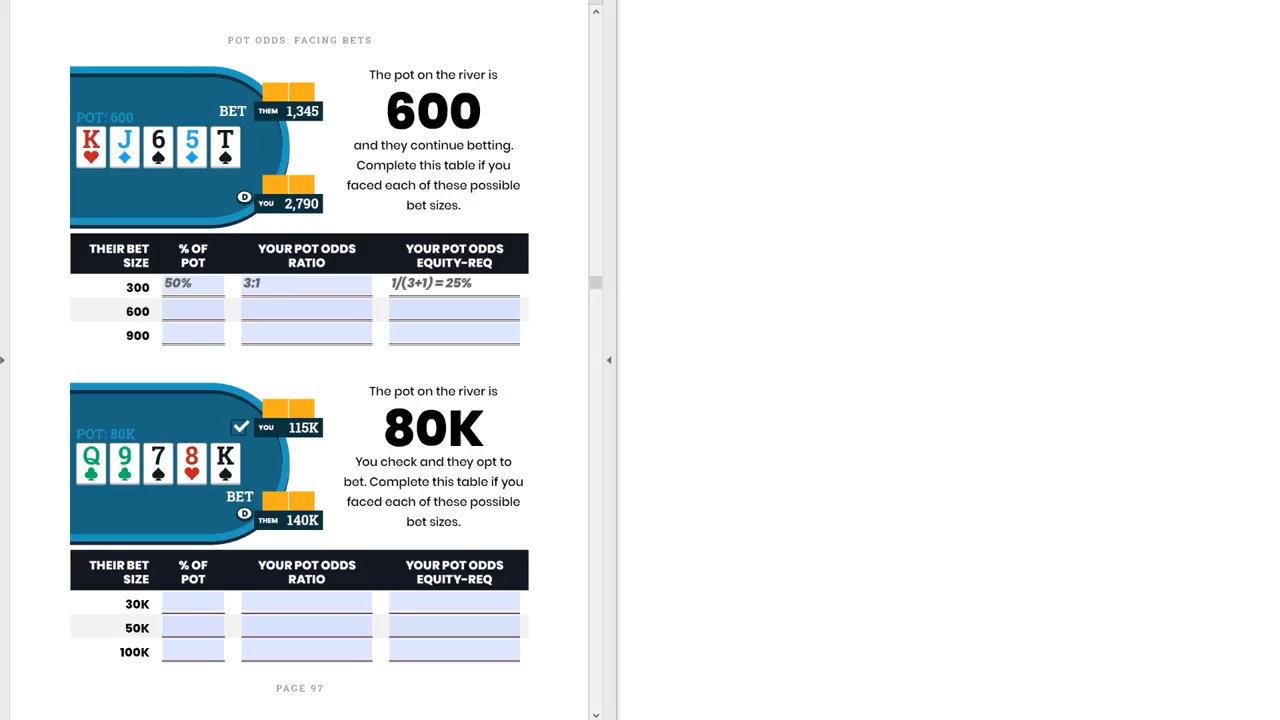 POT ODDS: FACING BETS
POT: 600
BET
THEM 1,345
K J 6 5 T
D
YOU 2,790
The pot on the river is
600
and they continue betting.
Complete this table if you
faced each of these possible
bet sizes.
THEIR BET SIZE % OF POT YOUR POT ODDS RATIO YOUR POT ODDS EQUITY-REQ
300 50% 3:1 1/(3+1) = 25%
600
900
POT: 80K
YOU 115K
Q 9 7 8 K
BET
D
THEM 140K
The pot on the river is
80K
You check and they opt to
bet. Complete this table if you
faced each of these possible
bet sizes.
THEIR BET SIZE % OF POT YOUR POT ODDS RATIO YOUR POT ODDS EQUITY-REQ
30K
50K
100K
PAGE 97